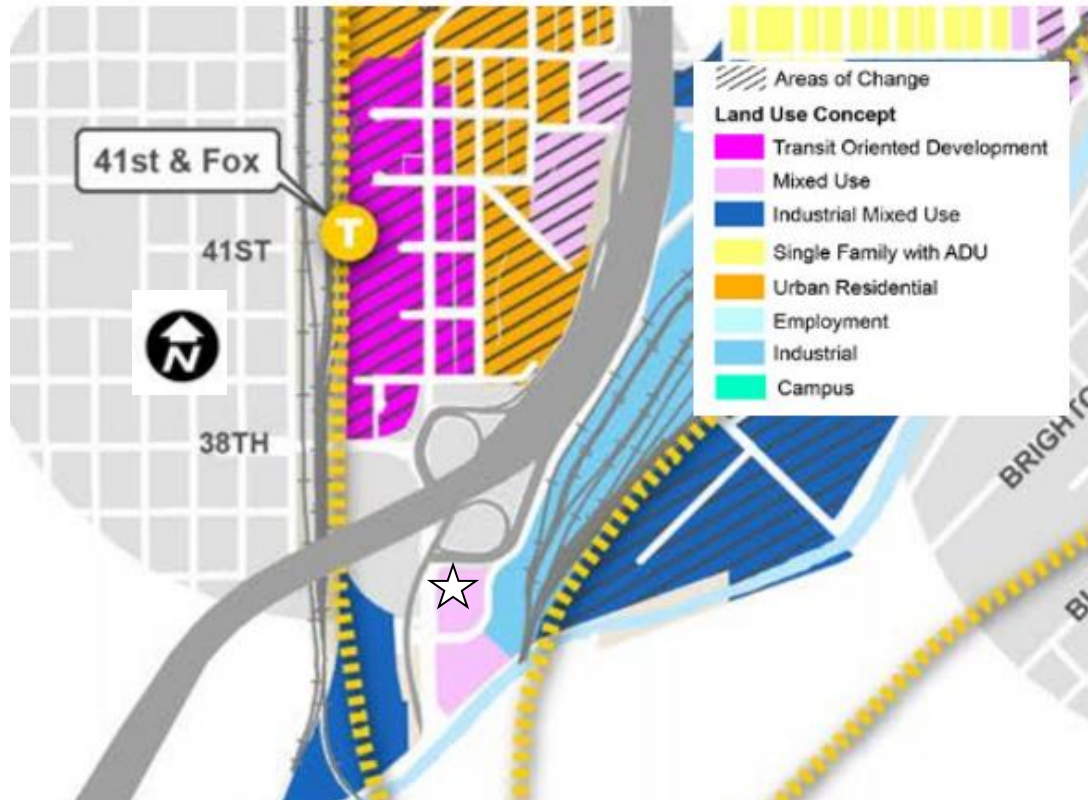 Areas of Change
Land Use Concept
Transit Oriented Development
Mixed Use
Industrial Mixed Use
Single Family with ADU
Urban Residential
Employment
Industrial
Campus
41st & Fox
T
41ST
N
38TH